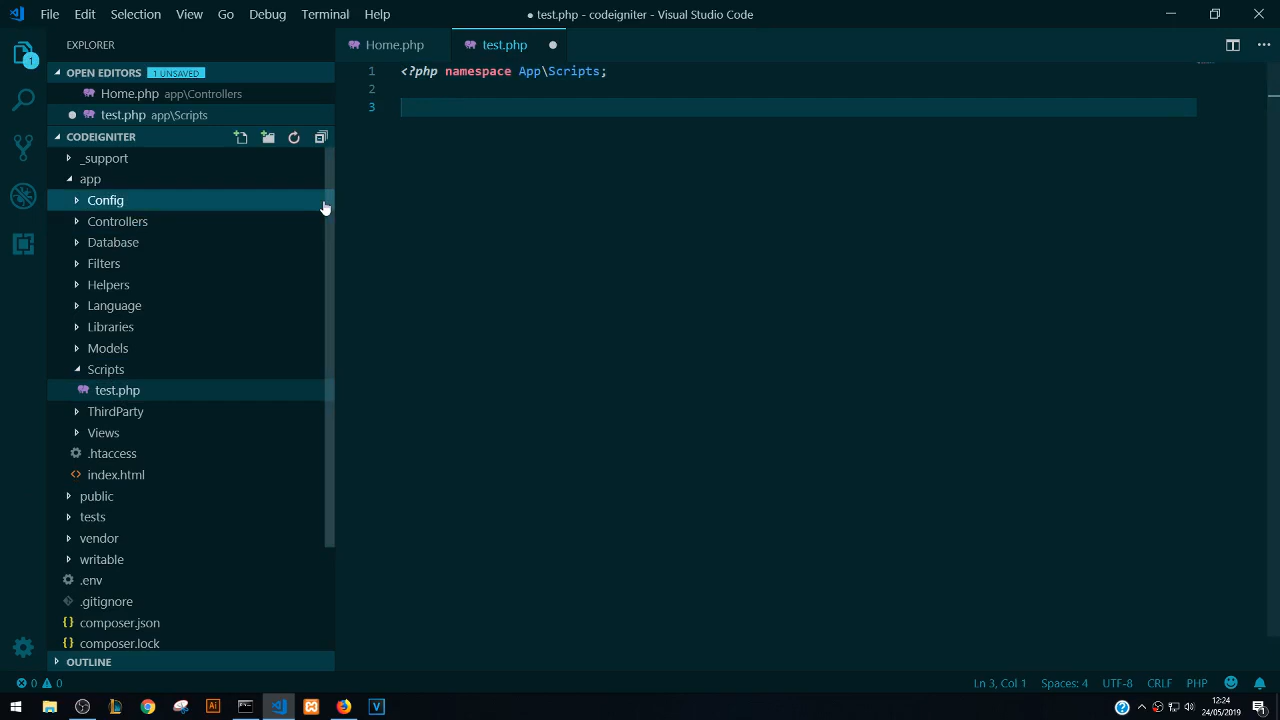 File Edit Selection View Go Debug Terminal Help
● test.php - codeigniter - Visual Studio Code
EXPLORER
OPEN EDITORS 1 UNSAVED
Home.php app\Controllers
test.php app\Scripts
CODEIGNITER
_support
app
Config
Controllers
Database
Filters
Helpers
Language
Libraries
Models
Scripts
test.php
ThirdParty
Views
.htaccess
index.html
public
tests
vendor
writable
.env
.gitignore
composer.json
composer.lock
OUTLINE
1
Home.php
test.php
1 <?php namespace App\Scripts;
2
3
0 0
Ln 3, Col 1 Spaces: 4 UTF-8 CRLF PHP
Ai
V
12:24
24/05/2019
1